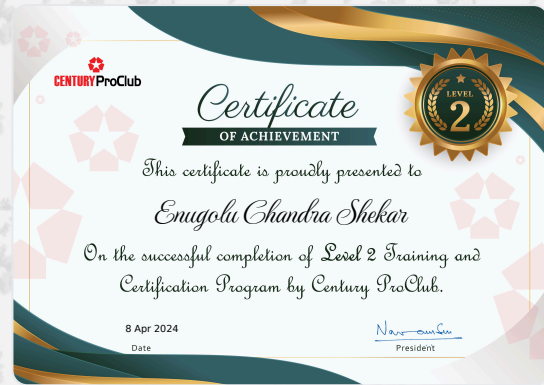 CENTURY ProClub
LEVEL
2
Certificate
OF ACHIEVEMENT
This certificate is proudly presented to
Enugolu Chandra Shekar
On the successful completion of Level 2 Training and
Certification Program by Century ProClub.
8 Apr 2024
Date
President